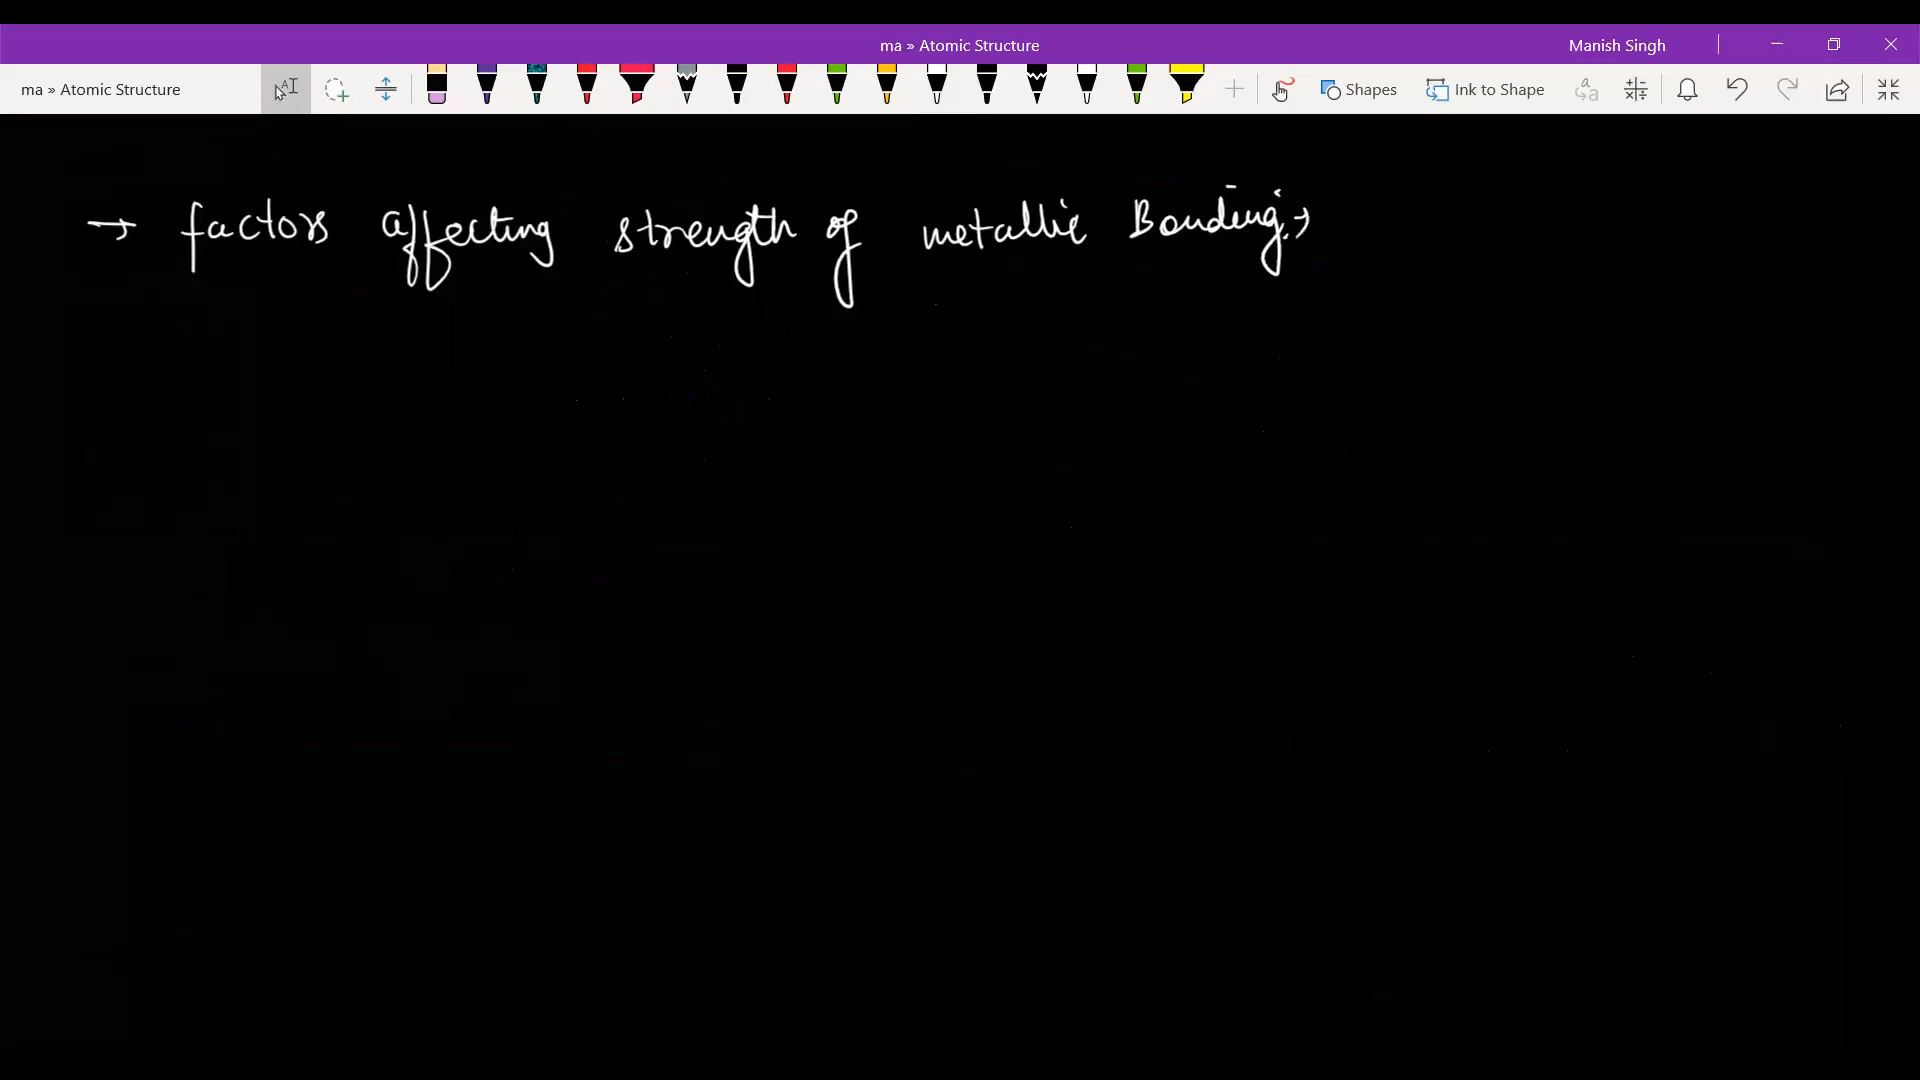 ma » Atomic Structure
Manish Singh
ma » Atomic Structure
Shapes
Ink to Shape
→ factors affecting strength of metallic Bonding →